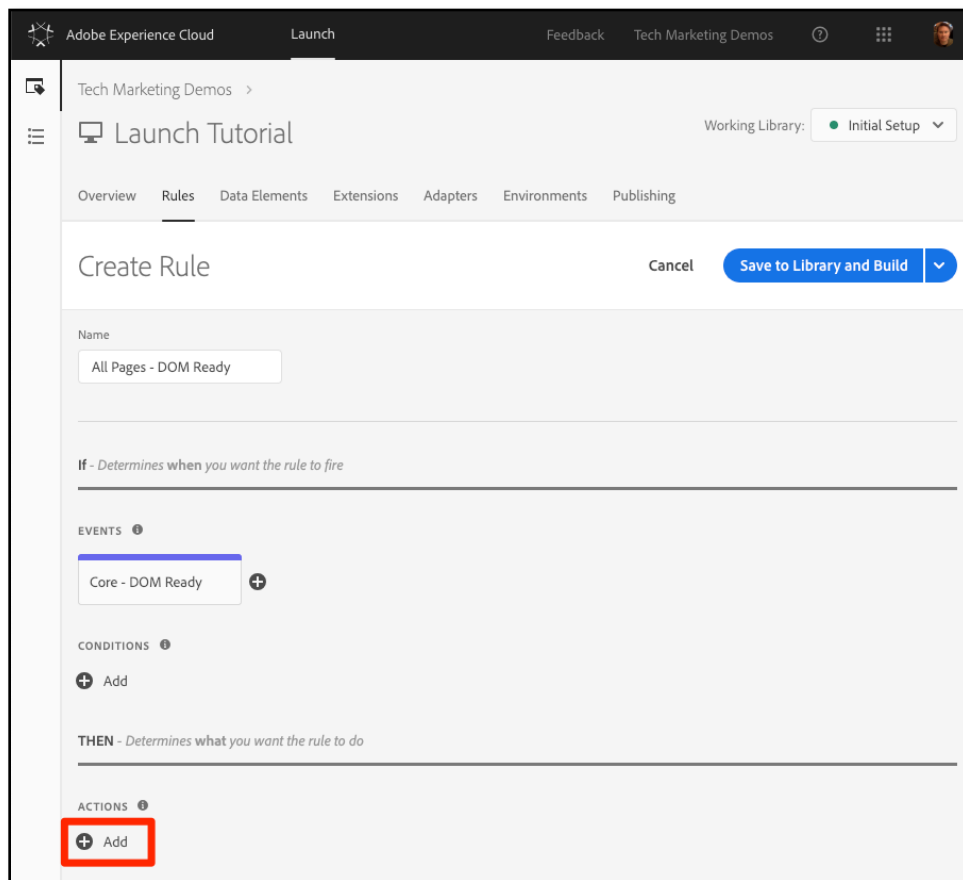 Adobe Experience Cloud Launch Feedback Tech Marketing Demos
Tech Marketing Demos >
Launch Tutorial Working Library: Initial Setup
Overview Rules Data Elements Extensions Adapters Environments Publishing
Create Rule Cancel Save to Library and Build
Name
All Pages - DOM Ready
If - Determines when you want the rule to fire
EVENTS
Core - DOM Ready
CONDITIONS
Add
THEN - Determines what you want the rule to do
ACTIONS
Add